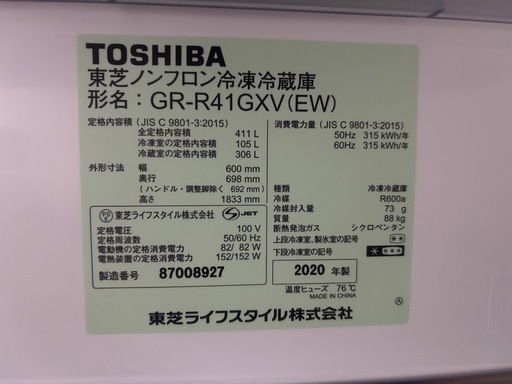 TOSHIBA
東芝ノンフロン冷凍冷蔵庫
形名：GR-R41GXV(EW)
定格内容積 (JIS C 9801-3:2015)
全定格内容積 411 L
冷凍室の定格内容積 105 L
冷蔵室の定格内容積 306 L
外形寸法 幅 600 mm
奥行 698 mm
(ハンドル・調整脚除く 692 mm)
高さ 1833 mm
消費電力量 (JIS C 9801-3:2015)
50Hz 315 kWh/年
60Hz 315 kWh/年
種類 冷凍冷蔵庫
冷媒 R600a
冷媒封入量 73 g
質量 88 kg
断熱発泡ガス シクロペンタン
上段冷凍室、製氷室の記号
下段冷凍室の記号
PSE 東芝ライフスタイル株式会社 JET
定格電圧 100 V
定格周波数 50/60 Hz
電動機の定格消費電力 82/ 82 W
電熱装置の定格消費電力 152/152 W
製造番号 87008927
2020 年製
温度ヒューズ 76℃
MADE IN CHINA
Ⓐ
東芝ライフスタイル株式会社